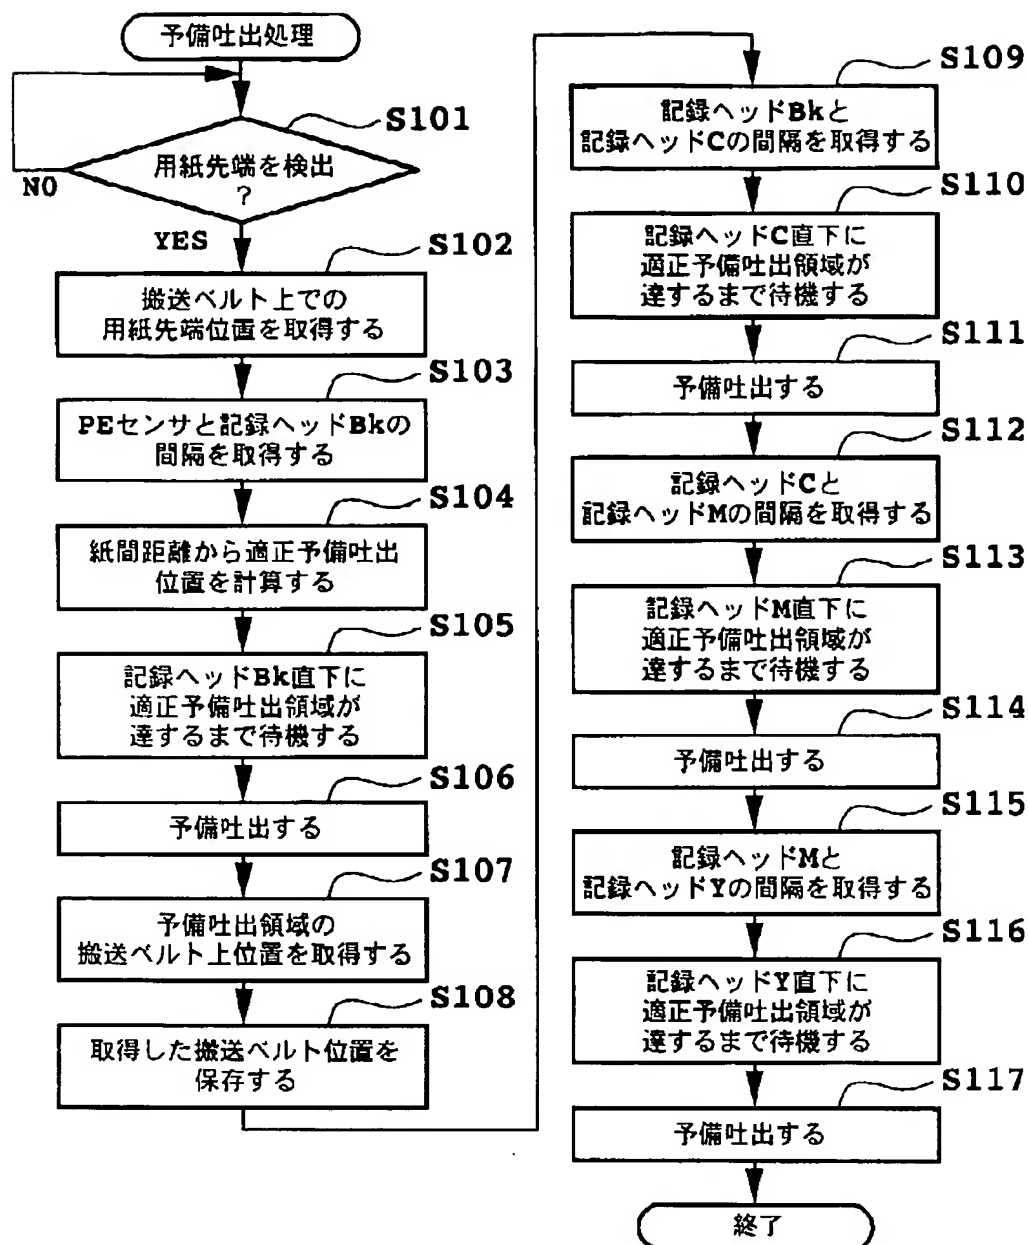 予備吐出処理
S101
用紙先端を検出
?
NO
YES
S102
搬送ベルト上での
用紙先端位置を取得する
S103
PEセンサと記録ヘッドBkの
間隔を取得する
S104
紙間距離から適正予備吐出
位置を計算する
S105
記録ヘッドBk直下に
適正予備吐出領域が
達するまで待機する
S106
予備吐出する
S107
予備吐出領域の
搬送ベルト上位置を取得する
S108
取得した搬送ベルト位置を
保存する
S109
記録ヘッドBkと
記録ヘッドCの間隔を取得する
S110
記録ヘッドC直下に
適正予備吐出領域が
達するまで待機する
S111
予備吐出する
S112
記録ヘッドCと
記録ヘッドMの間隔を取得する
S113
記録ヘッドM直下に
適正予備吐出領域が
達するまで待機する
S114
予備吐出する
S115
記録ヘッドMと
記録ヘッドYの間隔を取得する
S116
記録ヘッドY直下に
適正予備吐出領域が
達するまで待機する
S117
予備吐出する
終了